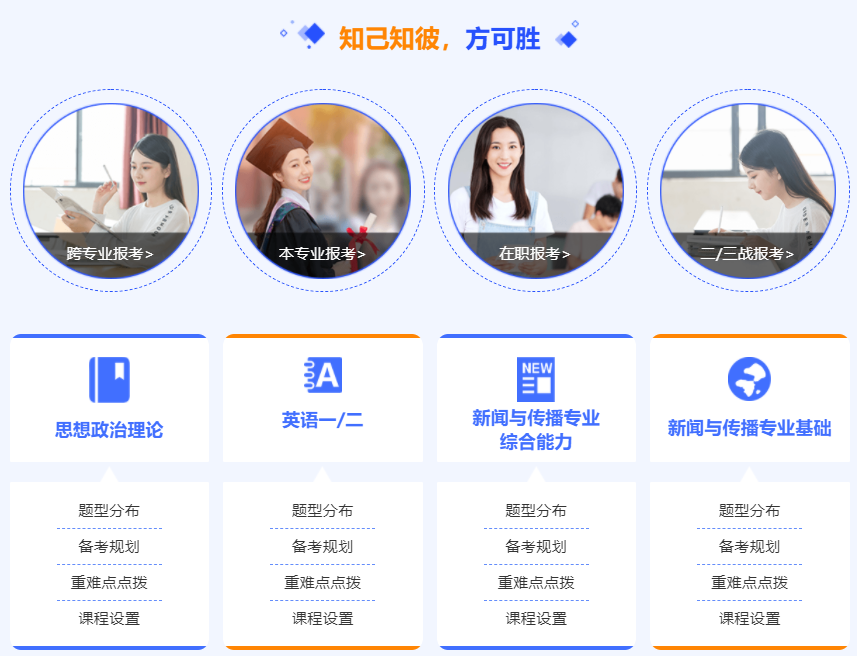 知己知彼，方可胜
跨专业报考>
本专业报考>
在职报考>
二/三战报考>
思想政治理论
A
英语一/二
NEW
新闻与传播专业
综合能力
新闻与传播专业基础
题型分布
备考规划
重难点点拨
课程设置
题型分布
备考规划
重难点点拨
课程设置
题型分布
备考规划
重难点点拨
课程设置
题型分布
备考规划
重难点点拨
课程设置